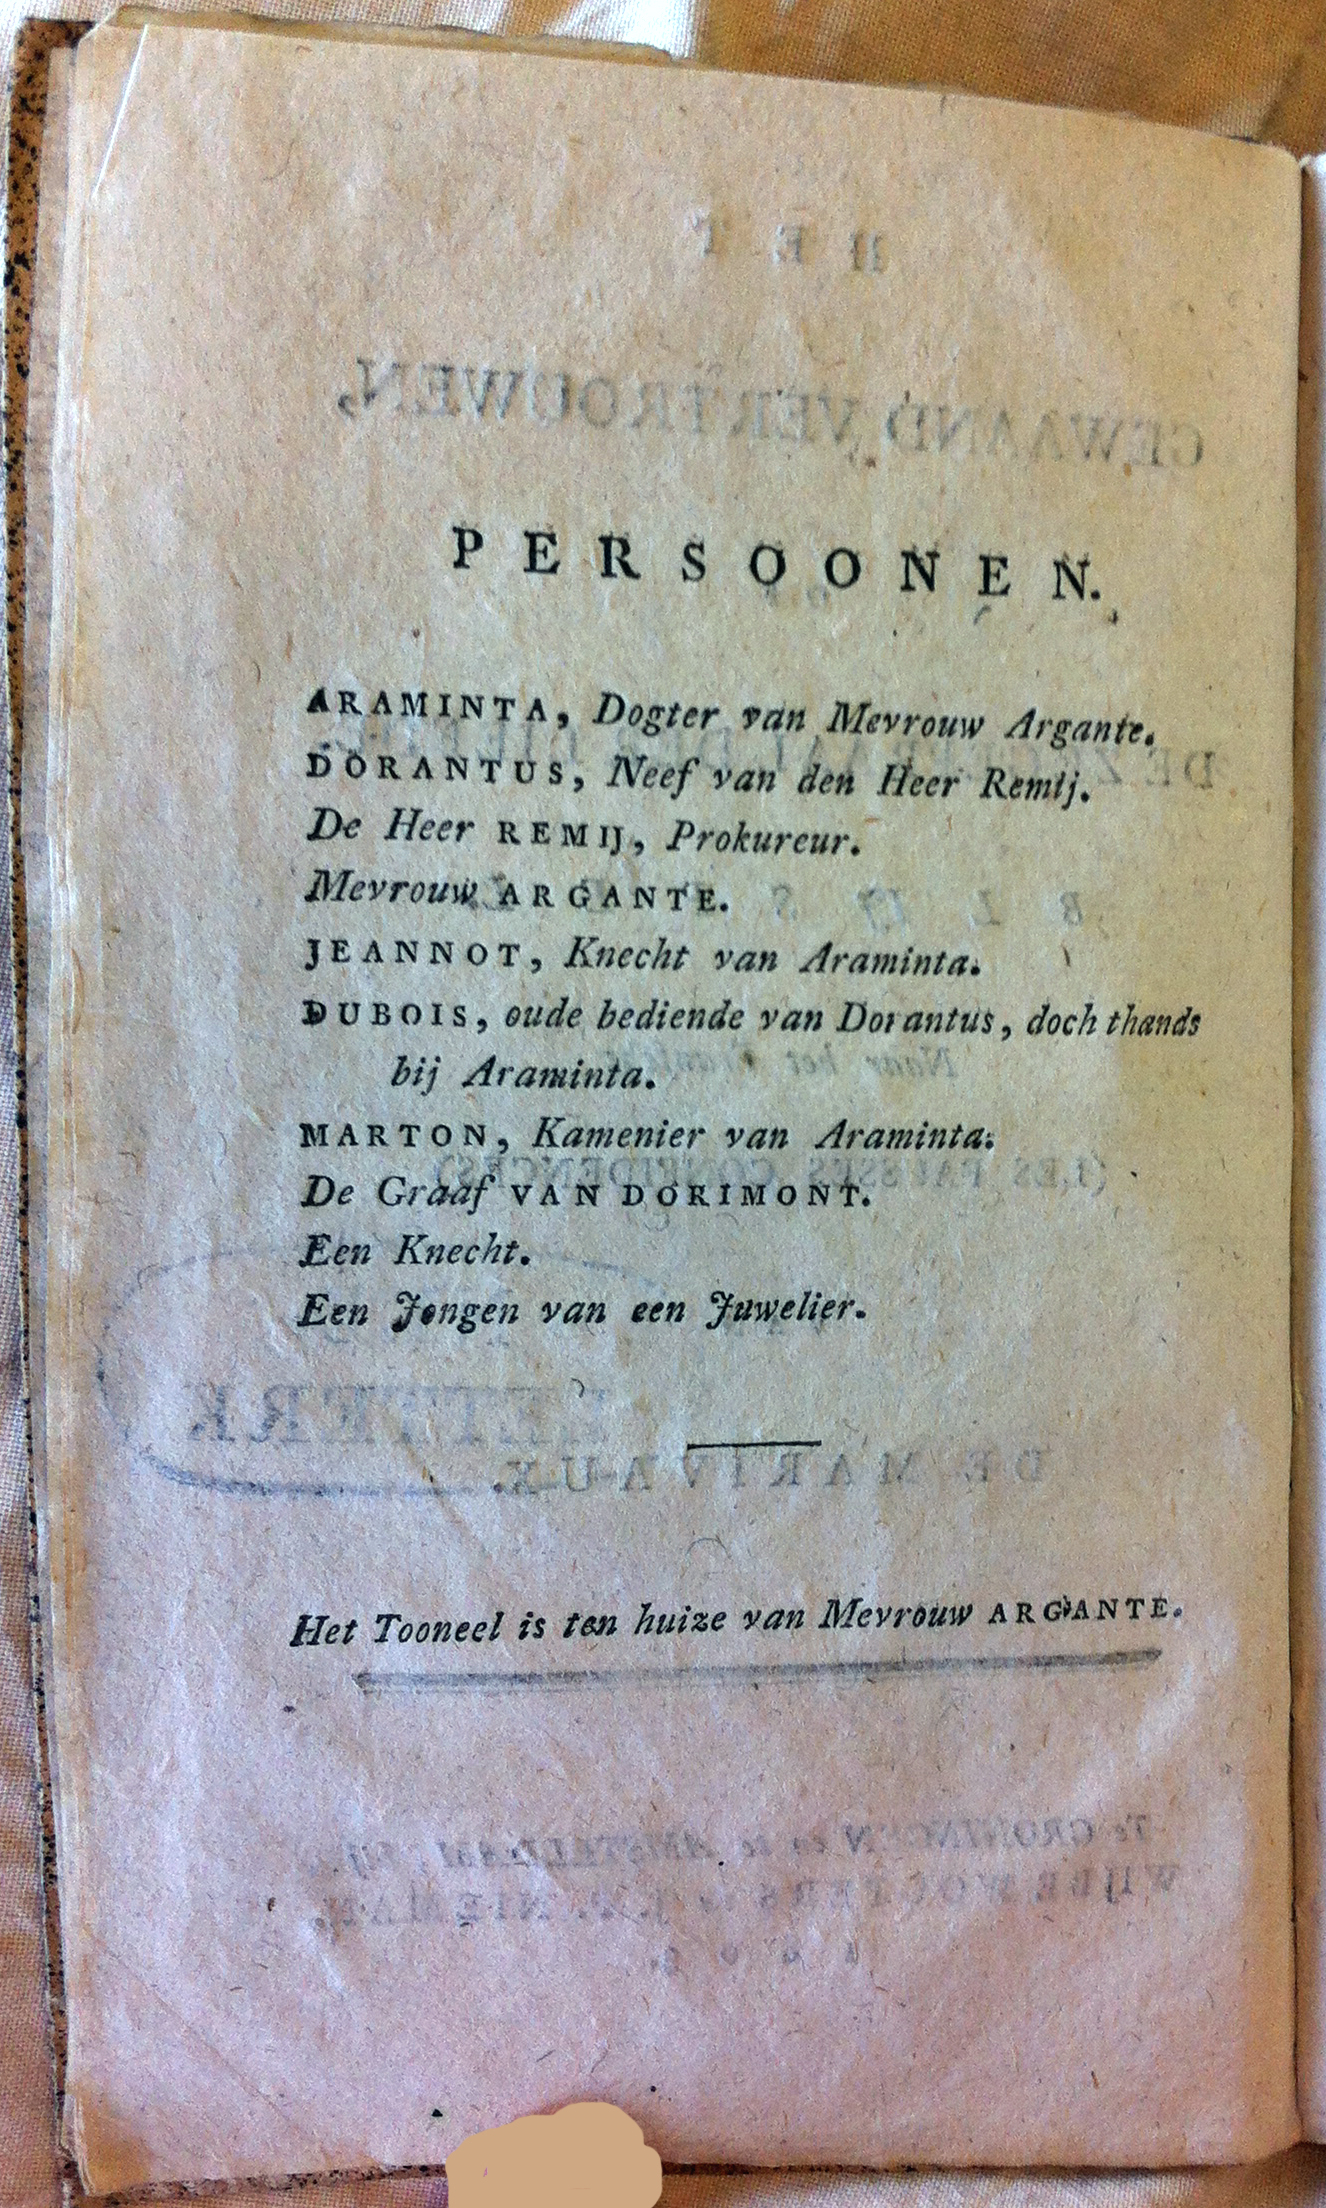 PERSOONEN.
ARAMINTA, Dogter van Mevrouw Argante.
DORANTUS, Neef van den Heer Remij.
De Heer REMIJ, Prokureur.
Mevrouw ARGANTE.
JEANNOT, Knecht van Araminta.
DUBOIS, oude bediende van Dorantus, doch thands
bij Araminta.
MARTON, Kamenier van Araminta.
De Graaf VAN DORIMONT.
Een Knecht.
Een Jongen van een Juwelier.
Het Tooneel is ten huize van Mevrouw ARGANTE.